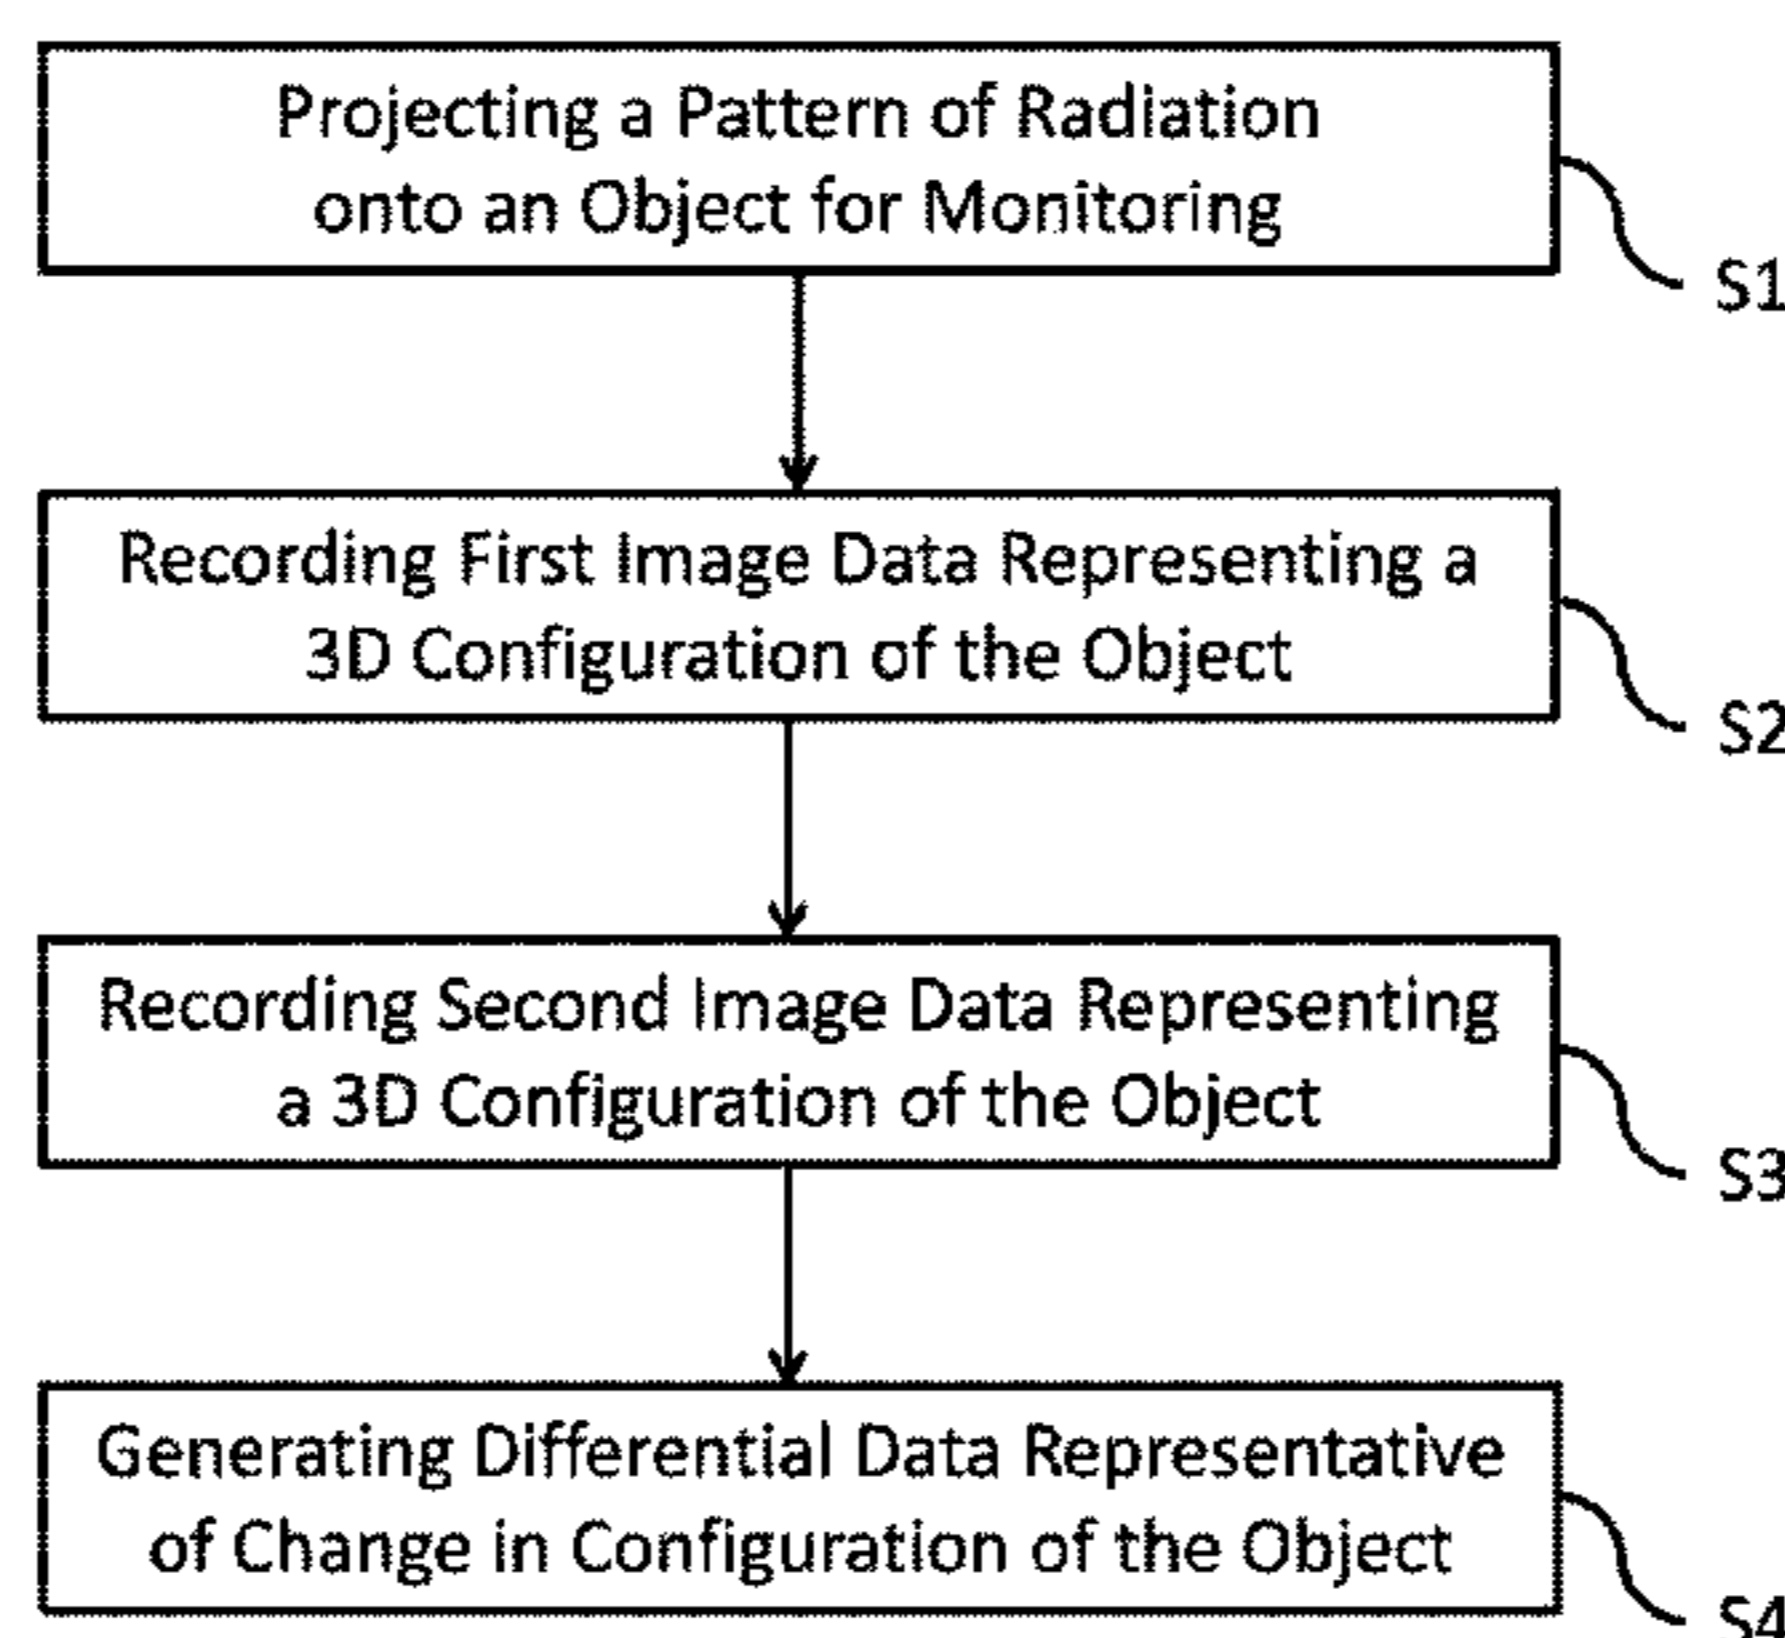 Projecting a Pattern of Radiation
onto an Object for Monitoring
S1
Recording First Image Data Representing a
3D Configuration of the Object
S2
Recording Second Image Data Representing
a 3D Configuration of the Object
S3
Generating Differential Data Representative
of Change in Configuration of the Object
S4